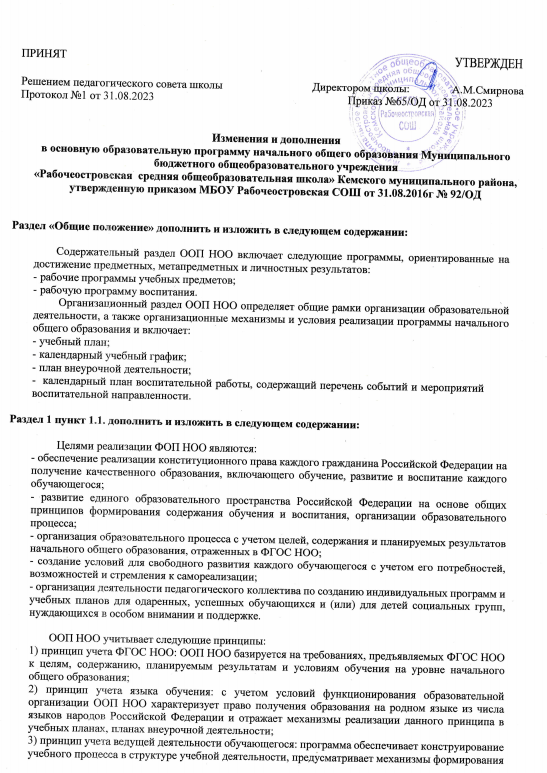 ПРИНЯТ
УТВЕРЖДЕН
Решением педагогического совета школы
Директором школы: А.М.Смирнова
Протокол №1 от 31.08.2023
Приказ №65/ОД от 31.08.2023
Рабочеостровская
СОШ
Изменения и дополнения
в основную образовательную программу начального общего образования Муниципального
бюджетного общеобразовательного учреждения
«Рабочеостровская средняя общеобразовательная школа» Кемского муниципального района,
утвержденную приказом МБОУ Рабочеостровская СОШ от 31.08.2016г № 92/ОД
Раздел «Общие положение» дополнить и изложить в следующем содержании:
Содержательный раздел ООП НОО включает следующие программы, ориентированные на
достижение предметных, метапредметных и личностных результатов:
- рабочие программы учебных предметов;
- рабочую программу воспитания.
Организационный раздел ООП НОО определяет общие рамки организации образовательной
деятельности, а также организационные механизмы и условия реализации программы начального
общего образования и включает:
- учебный план;
- календарный учебный график;
- план внеурочной деятельности;
- календарный план воспитательной работы, содержащий перечень событий и мероприятий
воспитательной направленности.
Раздел 1 пункт 1.1. дополнить и изложить в следующем содержании:
Целями реализации ФОП НОО являются:
- обеспечение реализации конституционного права каждого гражданина Российской Федерации на
получение качественного образования, включающего обучение, развитие и воспитание каждого
обучающегося;
- развитие единого образовательного пространства Российской Федерации на основе общих
принципов формирования содержания обучения и воспитания, организации образовательного
процесса;
- организация образовательного процесса с учетом целей, содержания и планируемых результатов
начального общего образования, отраженных в ФГОС НОО;
- создание условий для свободного развития каждого обучающегося с учетом его потребностей,
возможностей и стремления к самореализации;
- организация деятельности педагогического коллектива по созданию индивидуальных программ и
учебных планов для одаренных, успешных обучающихся и (или) для детей социальных групп,
нуждающихся в особом внимании и поддержке.
ООП НОО учитывает следующие принципы:
1) принцип учета ФГОС НОО: ООП НОО базируется на требованиях, предъявляемых ФГОС НОО
к целям, содержанию, планируемым результатам и условиям обучения на уровне начального
общего образования;
2) принцип учета языка обучения: с учетом условий функционирования образовательной
организации ООП НОО характеризует право получения образования на родном языке из числа
языков народов Российской Федерации и отражает механизмы реализации данного принципа в
учебных планах, планах внеурочной деятельности;
3) принцип учета ведущей деятельности обучающегося: программа обеспечивает конструирование
учебного процесса в структуре учебной деятельности, предусматривает механизмы формирования